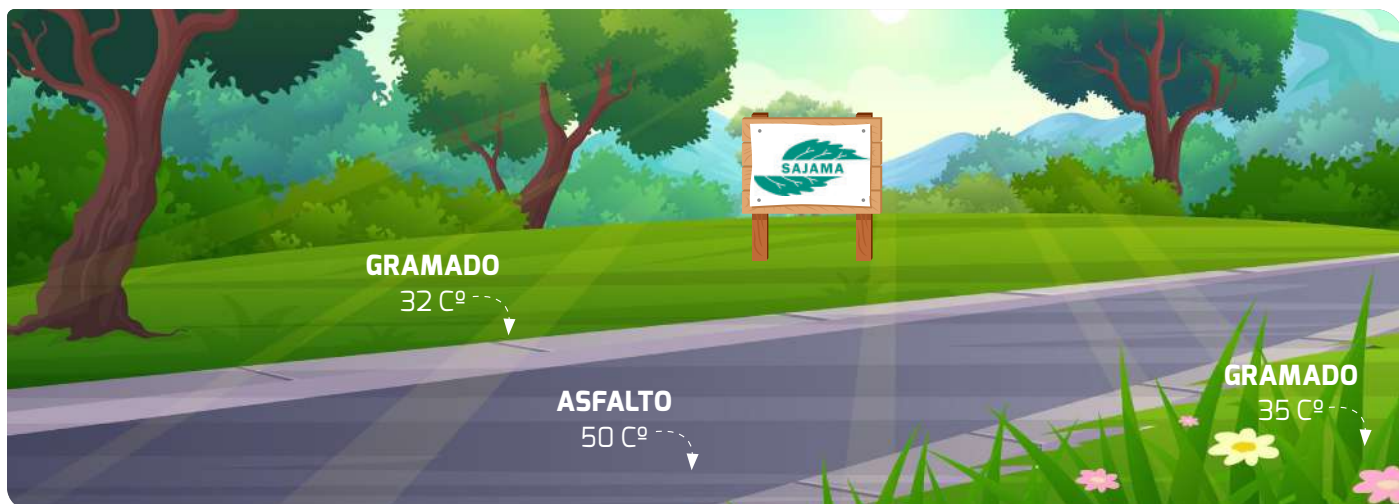 SAJAMA
GRAMADO
32 Cº
ASFALTO
50 Cº
GRAMADO
35 Cº